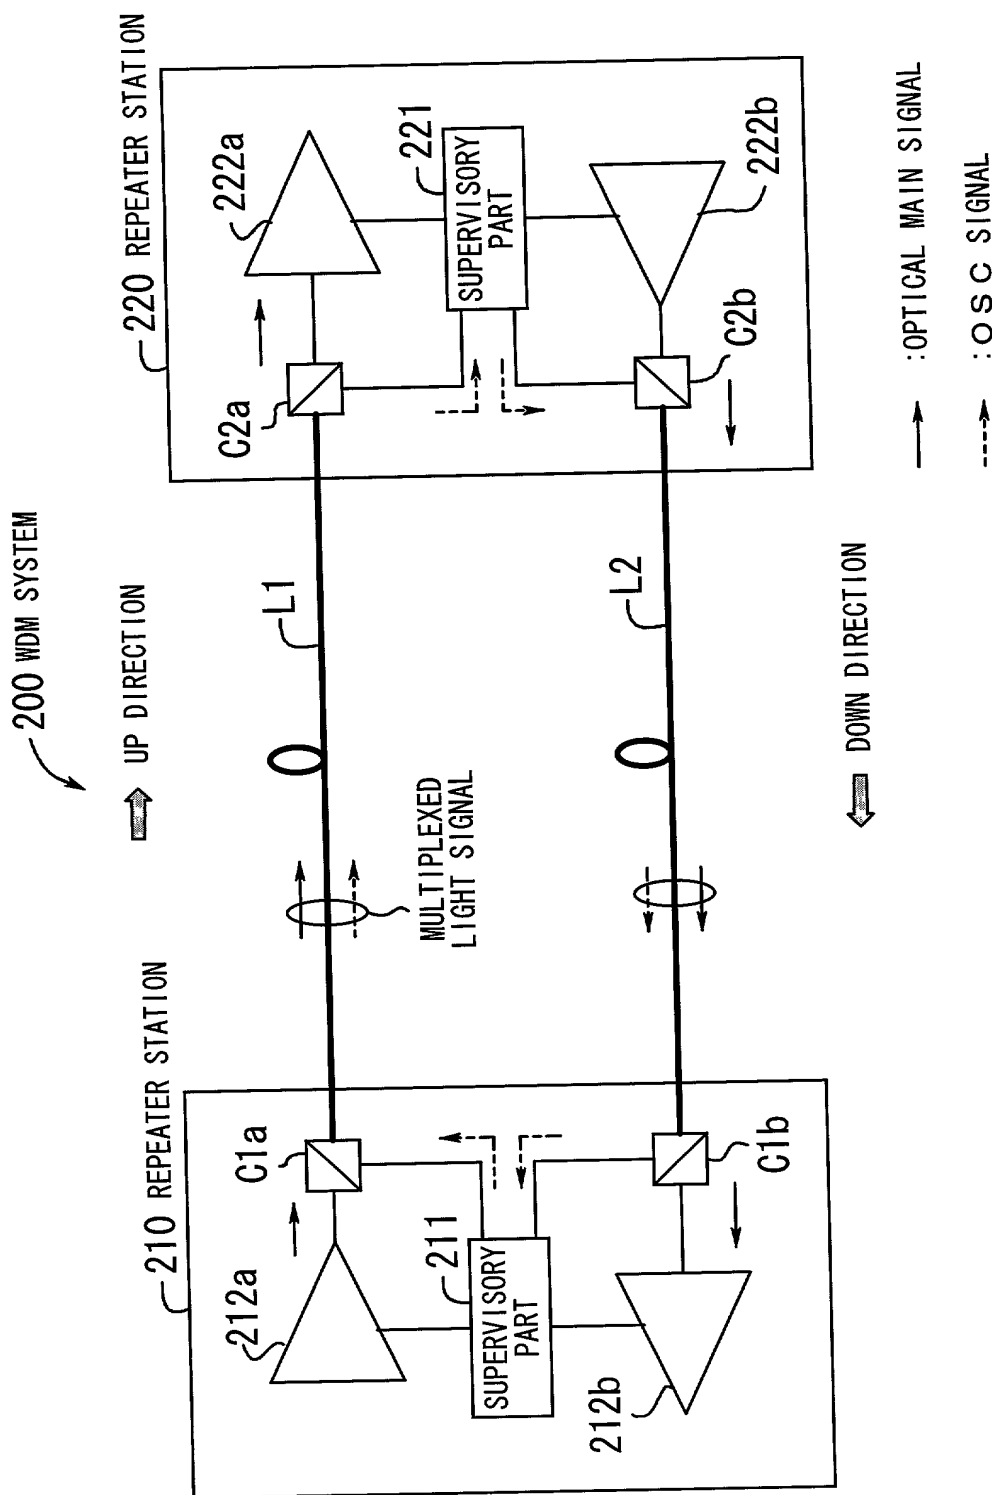 200 WDM SYSTEM
UP DIRECTION
210 REPEATER STATION
220 REPEATER STATION
212a
C1a
L1
C2a
222a
MULTIPLEXED
LIGHT SIGNAL
211
SUPERVISORY
PART
221
SUPERVISORY
PART
212b
C1b
L2
C2b
222b
DOWN DIRECTION
:OPTICAL MAIN SIGNAL
:OSC SIGNAL